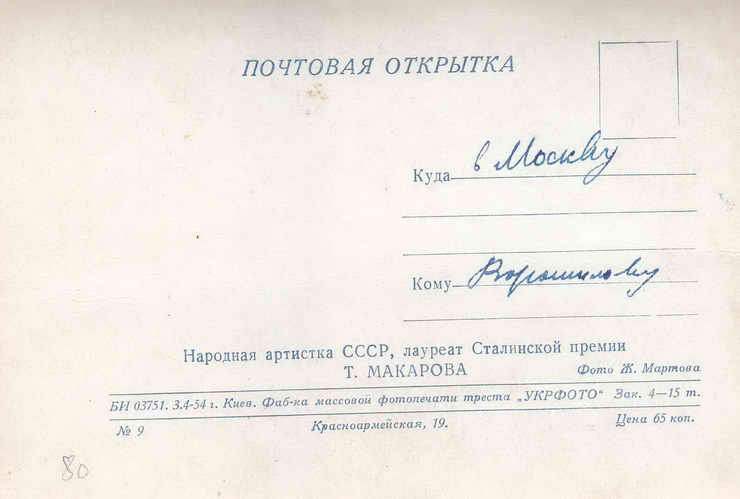 ПОЧТОВАЯ ОТКРЫТКА
Куда в Москву
Кому Ворошилову
Народная артистка СССР, лауреат Сталинской премии
Т. МАКАРОВА
Фото Ж. Мартова
БИ 03751. 3.4-54 г. Киев. Фаб-ка массовой фотопечати треста „УКРФОТО“ Зак. 4—15 т.
№ 9 Красноармейская, 19. Цена 65 коп.
80